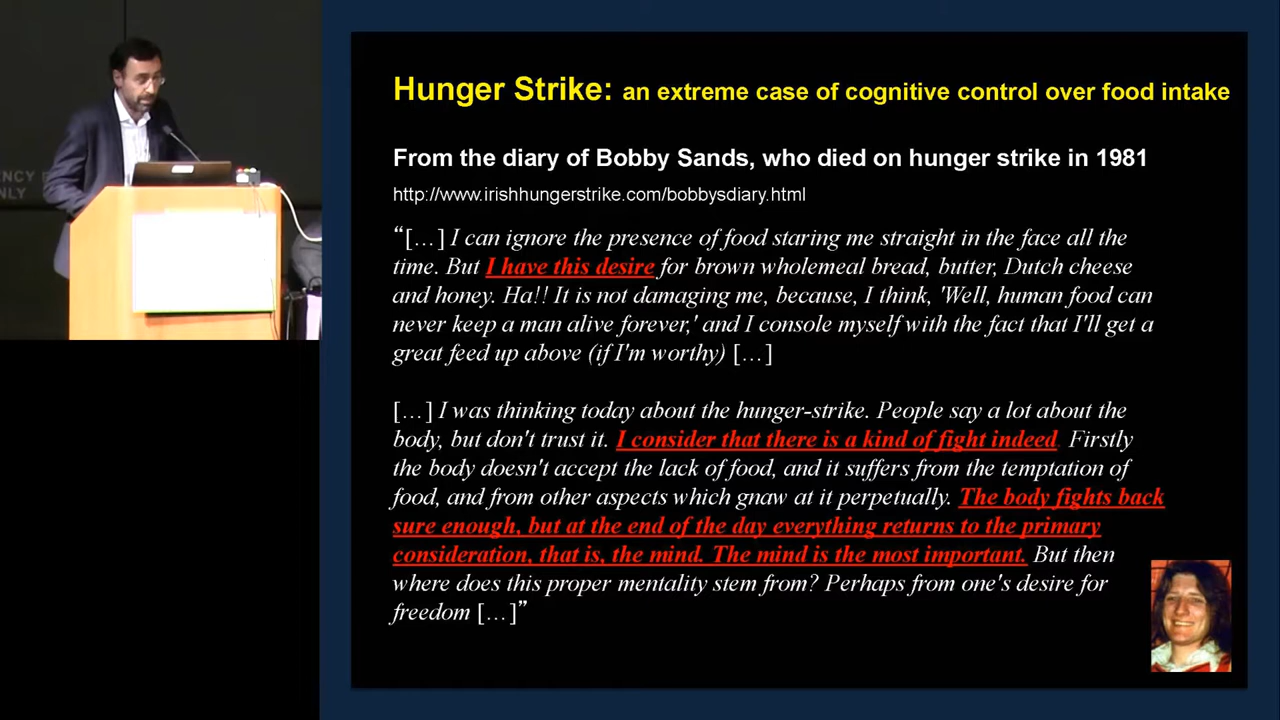 ENCY I
NLY
Hunger Strike: an extreme case of cognitive control over food intake
From the diary of Bobby Sands, who died on hunger strike in 1981
http://www.irishhungerstrike.com/bobbysdiary.html
“[…] I can ignore the presence of food staring me straight in the face all the
time. But I have this desire for brown wholemeal bread, butter, Dutch cheese
and honey. Ha!! It is not damaging me, because, I think, 'Well, human food can
never keep a man alive forever,' and I console myself with the fact that I'll get a
great feed up above (if I'm worthy) […]
[…] I was thinking today about the hunger-strike. People say a lot about the
body, but don't trust it. I consider that there is a kind of fight indeed. Firstly
the body doesn't accept the lack of food, and it suffers from the temptation of
food, and from other aspects which gnaw at it perpetually. The body fights back
sure enough, but at the end of the day everything returns to the primary
consideration, that is, the mind. The mind is the most important. But then
where does this proper mentality stem from? Perhaps from one's desire for
freedom […]”